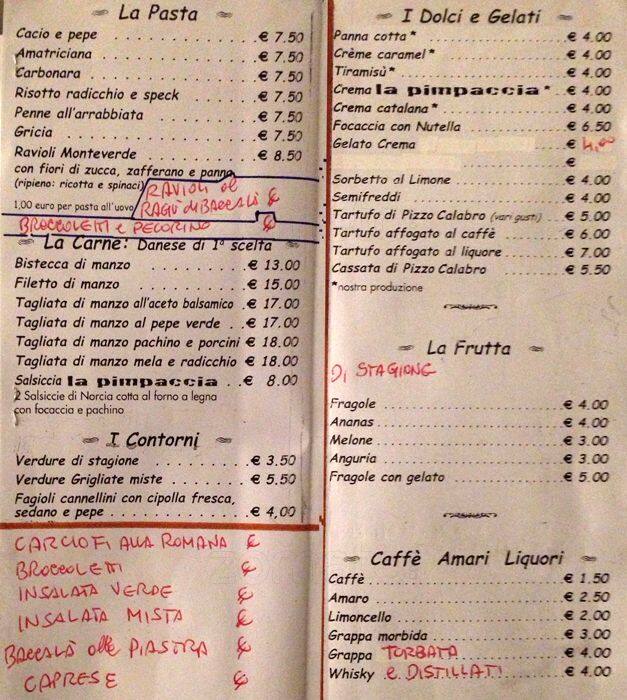 La Pasta
Cacio e pepe ............ € 7.50
Amatriciana ............ € 7.50
Carbonara ............ € 7.50
Risotto radicchio e speck ...... € 7.50
Penne all'arrabbiata ........ € 7.50
Gricia ............ € 7.50
Ravioli Monteverde ........ € 8.50
con fiori di zucca, zafferano e panna
(ripieno: ricotta e spinaci)
RAVIOLI al
1,00 euro per pasta all'uovo
RAGÙ di BACCALÀ €
BROCCOLETTI e PECORINO €
La Carne: Danese di 1ª scelta
Bistecca di manzo ........ € 13.00
Filetto di manzo ........ € 15.00
Tagliata di manzo all'aceto balsamico . € 17.00
Tagliata di manzo al pepe verde .. € 17.00
Tagliata di manzo pachino e porcini € 18.00
Tagliata di manzo mela e radicchio € 18.00
Salsiccia la pimpaccia .. € 8.00
2 Salsiccie di Norcia cotta al forno a legna
con focaccia e pachino
I Contorni
Verdure di stagione ........ € 3.50
Verdure Grigliate miste ...... € 5.50
Fagioli cannellini con cipolla fresca,
sedano e pepe ............ € 4,00
CARCIOFI ALLA ROMANA €
BROCCOLETTI €
INSALATA VERDE €
INSALATA MISTA €
BACCALÀ alla PIASTRA €
CAPRESE €
I Dolci e Gelati
Panna cotta * ............ € 4.00
Crème caramel * ............ € 4.00
Tiramisù * ............ € 4.00
Crema la pimpaccia * .. € 4.00
Crema catalana * ............ € 4.00
Focaccia con Nutella ........ € 6.50
Gelato Crema € 4,00
€
Sorbetto al Limone ........ € 4.00
Semifreddi ............ € 4.00
Tartufo di Pizzo Calabro (vari gusti) . € 5.00
Tartufo affogato al caffè ...... € 6.00
Tartufo affogato al liquore ..... € 7.00
Cassata di Pizzo Calabro ...... € 5.50
*nostra produzione
La Frutta
DI STAGIONE
Fragole ............ € 4.00
Ananas ............ € 4.00
Melone ............ € 3.00
Anguria ............ € 3.00
Fragole con gelato ........ € 5.00
Caffè Amari Liquori
Caffè ............ € 1.50
Amaro ............ € 2.50
Limoncello ............ € 2.00
Grappa morbida ........ € 3.00
Grappa TORBATA ........ € 4.00
Whisky e DISTILLATI .... € 4.00